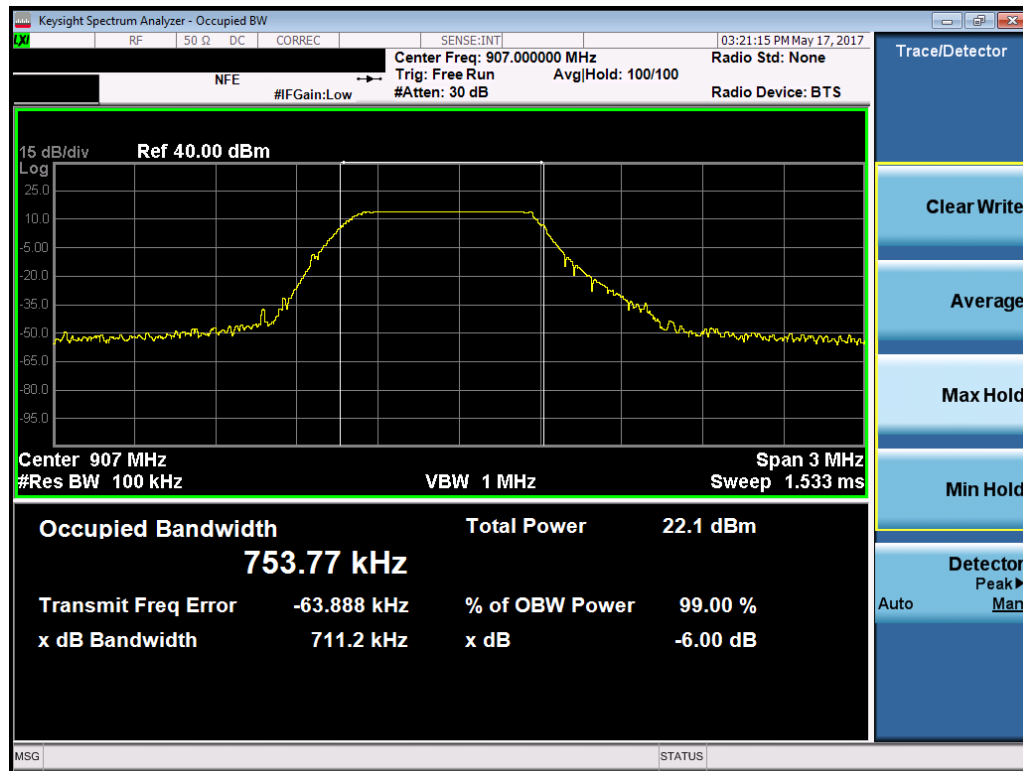 Keysight Spectrum Analyzer - Occupied BW
LXI RF 50 Ω DC CORREC SENSE:INT 03:21:15 PM May 17, 2017
Center Freq: 907.000000 MHz Radio Std: None
NFE Trig: Free Run Avg|Hold: 100/100
#IFGain:Low #Atten: 30 dB Radio Device: BTS
15 dB/div Ref 40.00 dBm
Log
25.0
10.0
-5.00
-20.0
-35.0
-50.0
-65.0
-80.0
-95.0
Center 907 MHz Span 3 MHz
#Res BW 100 kHz VBW 1 MHz Sweep 1.533 ms
Occupied Bandwidth Total Power 22.1 dBm
753.77 kHz
Transmit Freq Error -63.888 kHz % of OBW Power 99.00 %
x dB Bandwidth 711.2 kHz x dB -6.00 dB
MSG STATUS
Trace/Detector
Clear Write
Average
Max Hold
Min Hold
Detector
Peak▶
Auto Man